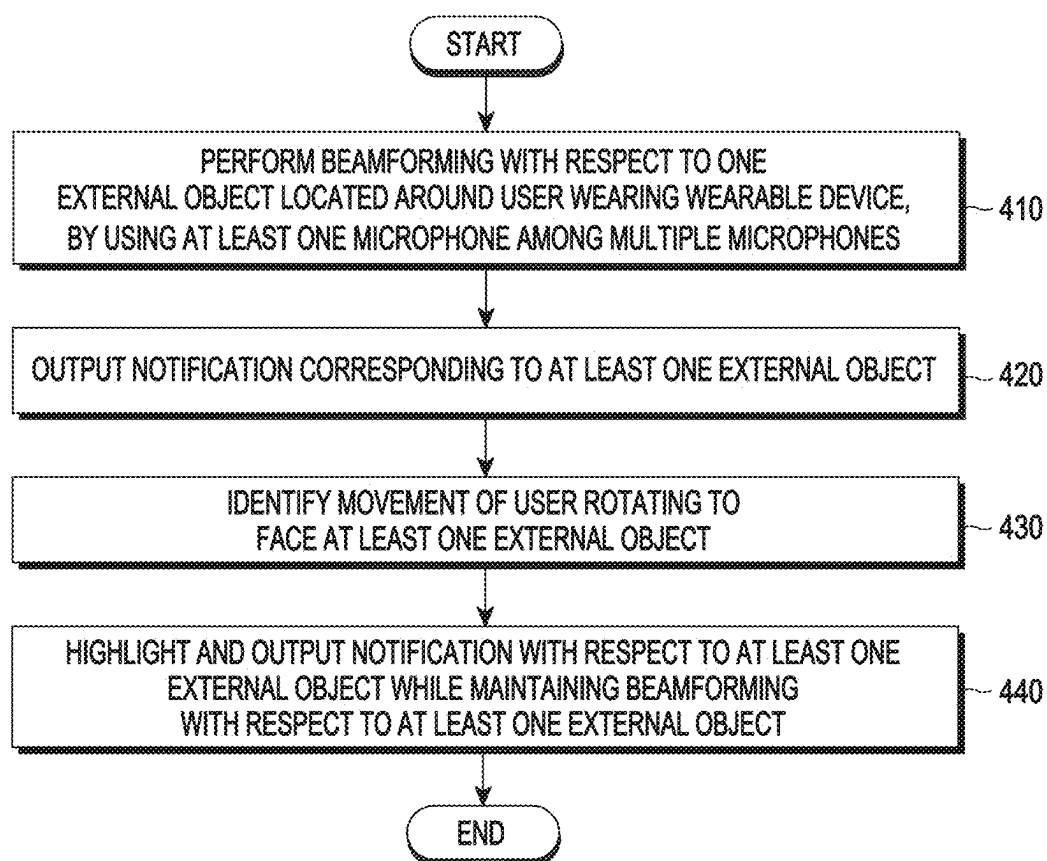 START
PERFORM BEAMFORMING WITH RESPECT TO ONE
EXTERNAL OBJECT LOCATED AROUND USER WEARING WEARABLE DEVICE,
BY USING AT LEAST ONE MICROPHONE AMONG MULTIPLE MICROPHONES
410
OUTPUT NOTIFICATION CORRESPONDING TO AT LEAST ONE EXTERNAL OBJECT
420
IDENTIFY MOVEMENT OF USER ROTATING TO
FACE AT LEAST ONE EXTERNAL OBJECT
430
HIGHLIGHT AND OUTPUT NOTIFICATION WITH RESPECT TO AT LEAST ONE
EXTERNAL OBJECT WHILE MAINTAINING BEAMFORMING
WITH RESPECT TO AT LEAST ONE EXTERNAL OBJECT
440
END